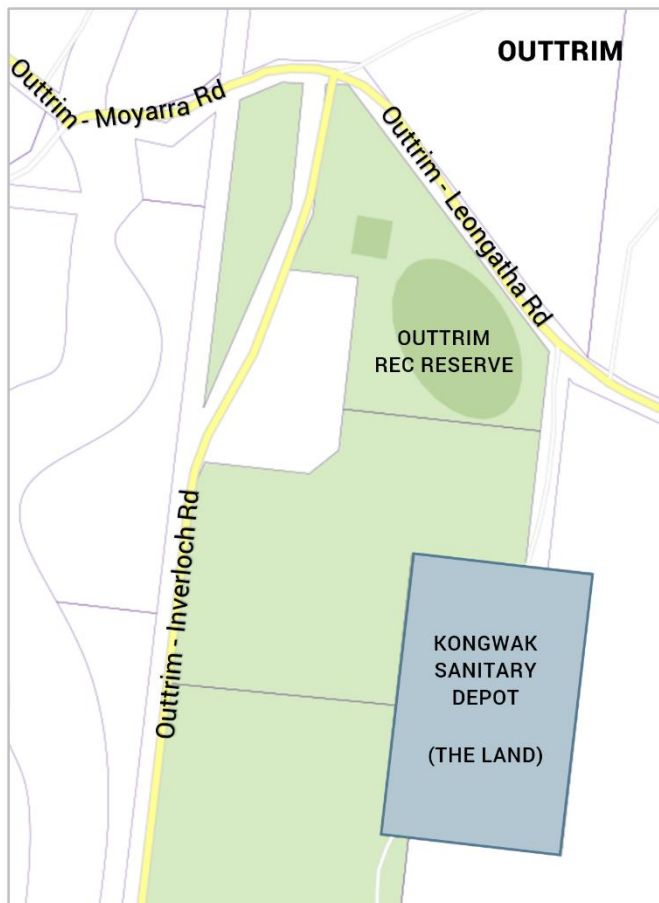 OUTTRIM
Outtrim - Moyarra Rd
Outtrim - Leongatha Rd
OUTTRIM
REC RESERVE
Outtrim - Inverloch Rd
KONGWAK
SANITARY
DEPOT
(THE LAND)